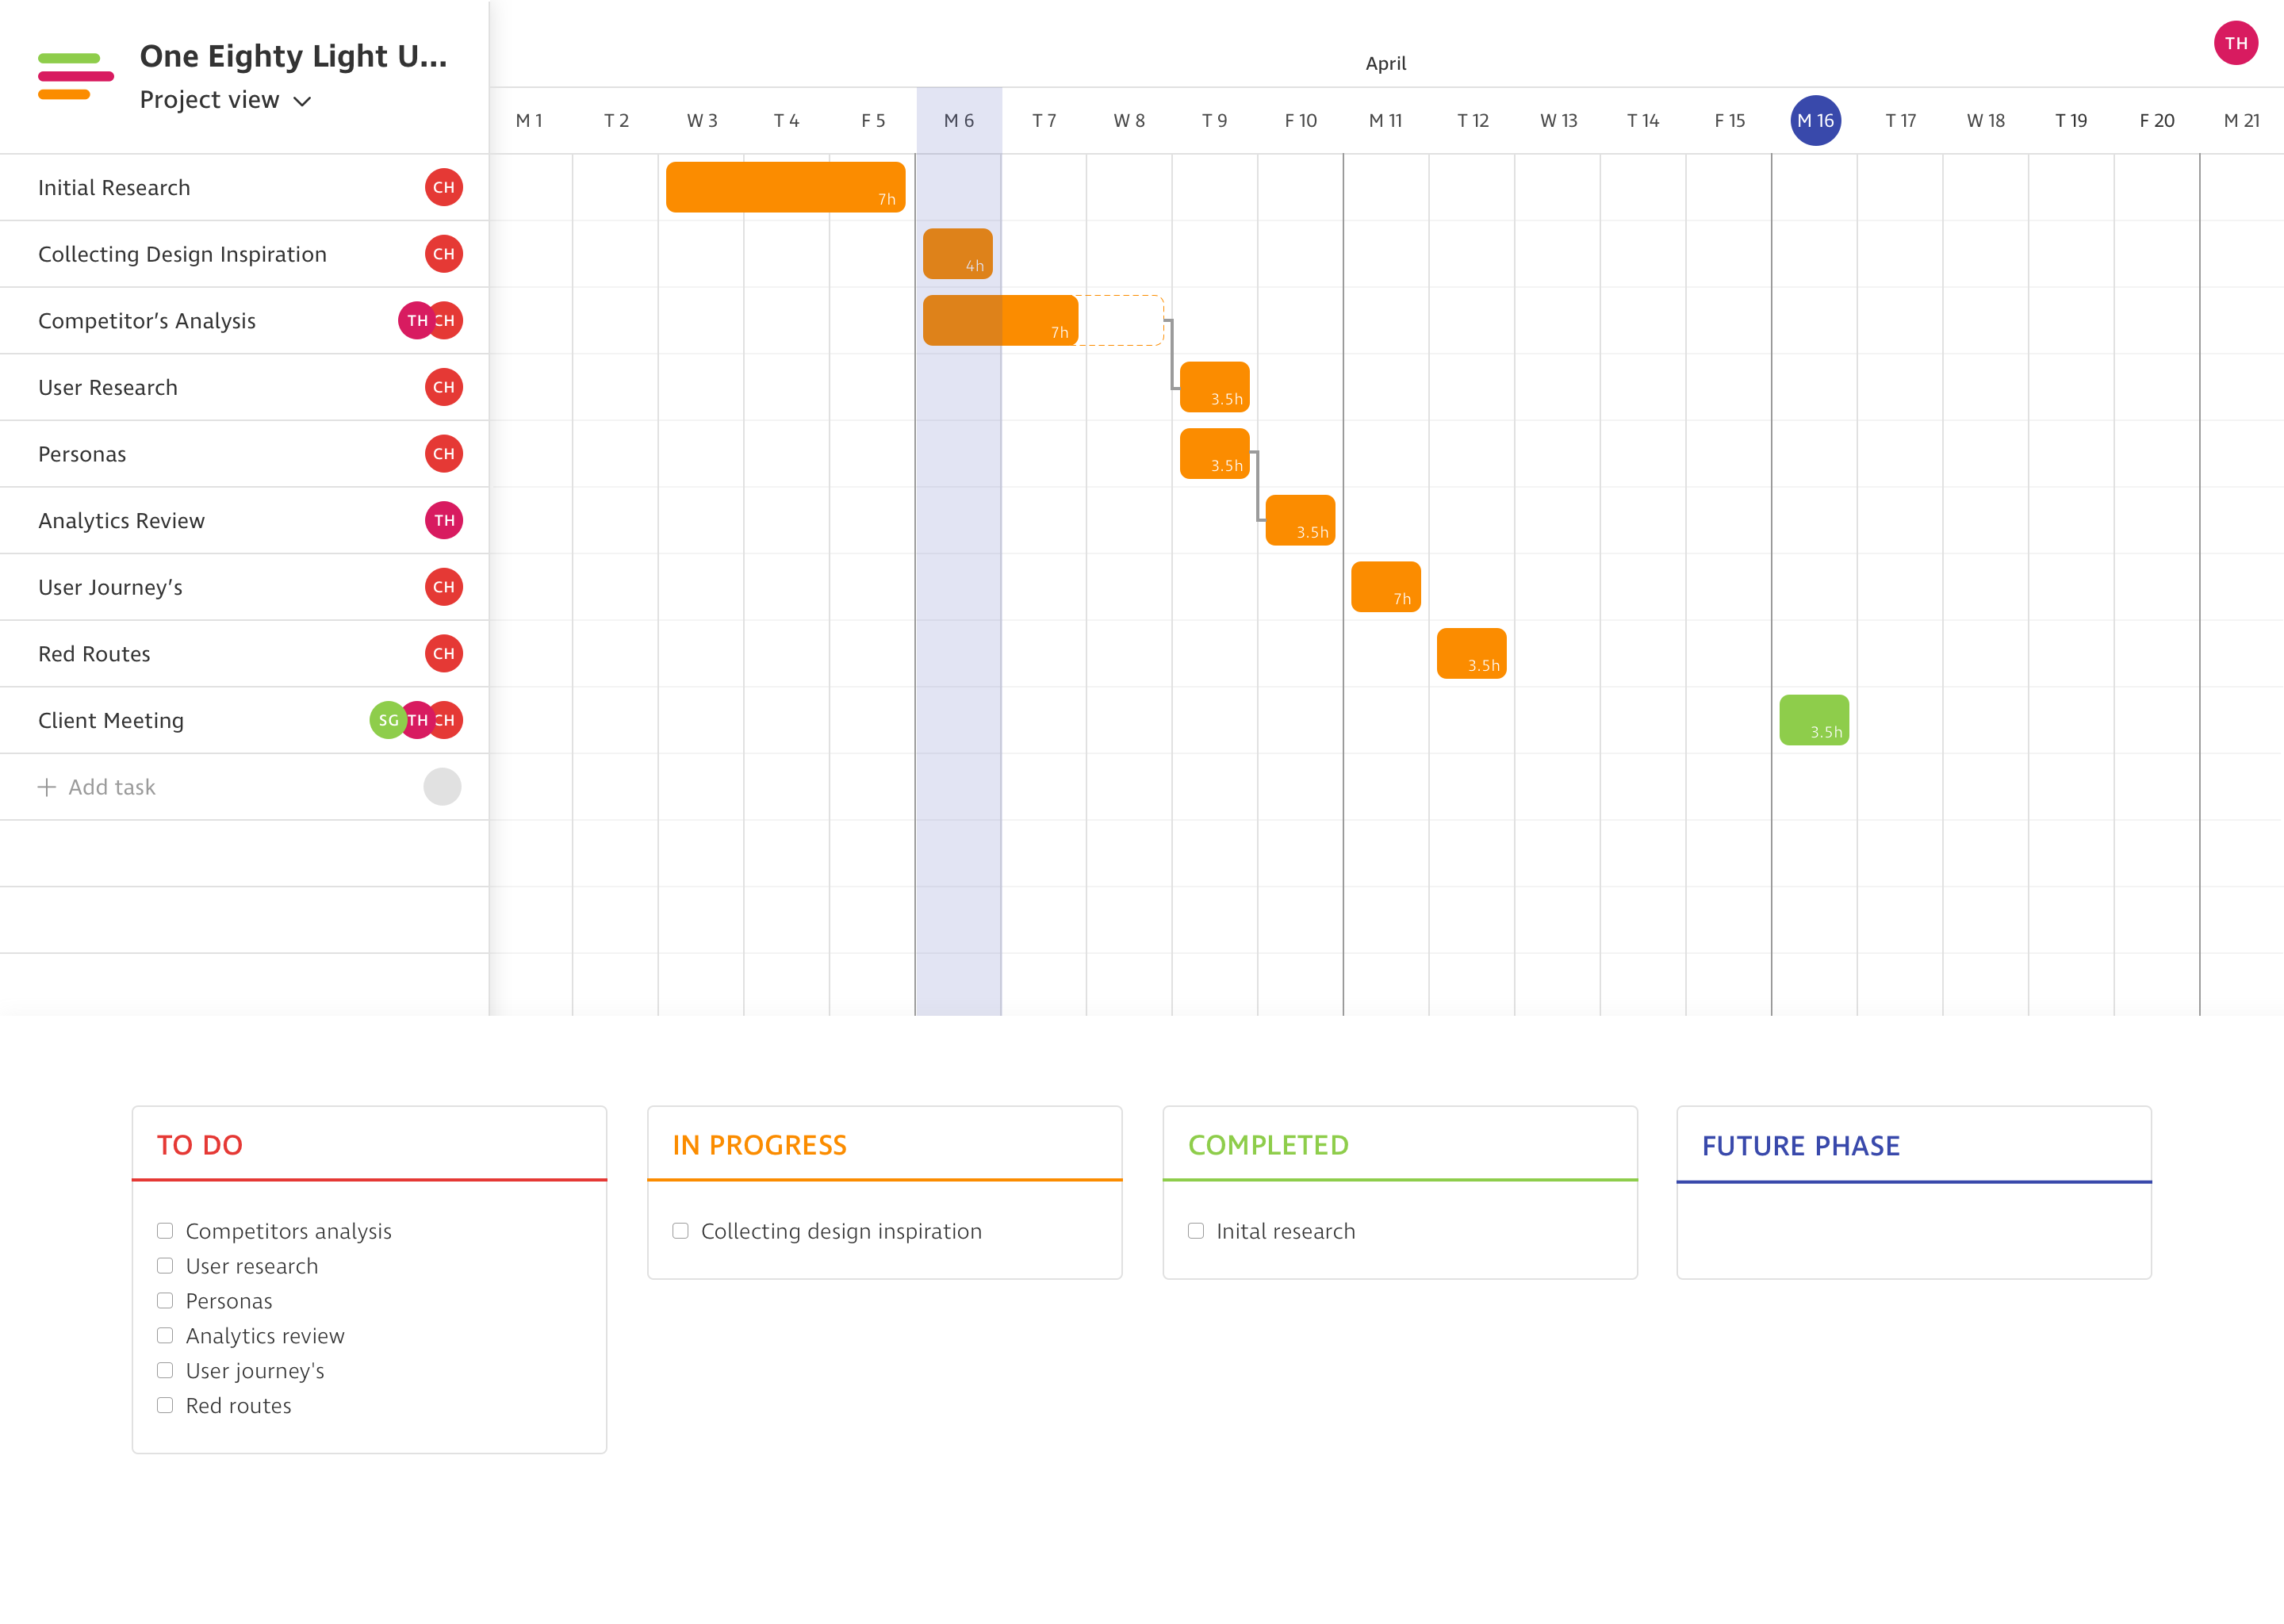 One Eighty Light U...
Project view
TH
April
M 1 T 2 W 3 T 4 F 5 M 6 T 7 W 8 T 9 F 10 M 11 T 12 W 13 T 14 F 15 M 16 T 17 W 18 T 19 F 20 M 21
Initial Research CH 7h
Collecting Design Inspiration CH 4h
Competitor’s Analysis TH CH 7h
User Research CH 3.5h
Personas CH 3.5h
Analytics Review TH 3.5h
User Journey’s CH 7h
Red Routes CH 3.5h
Client Meeting SG TH CH 3.5h
Add task
TO DO
Competitors analysis
User research
Personas
Analytics review
User journey's
Red routes
IN PROGRESS
Collecting design inspiration
COMPLETED
Inital research
FUTURE PHASE